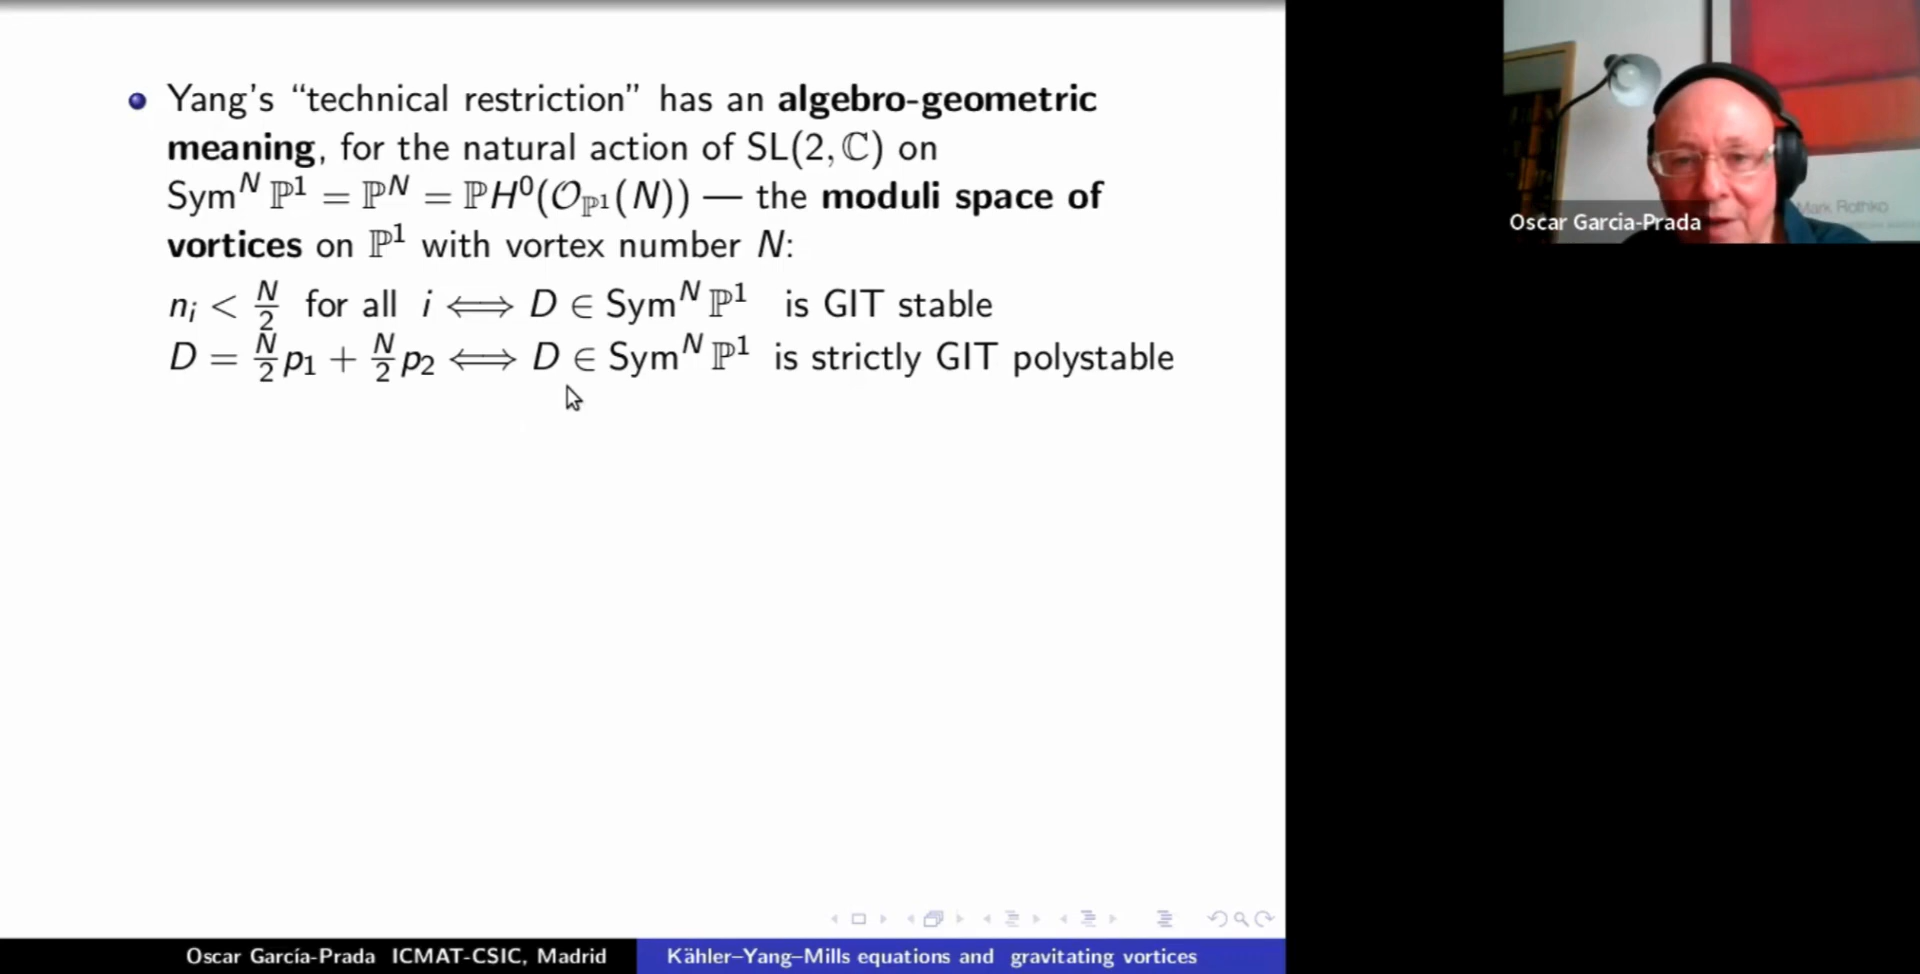 Yang's “technical restriction” has an algebro-geometric
meaning, for the natural action of SL(2, ℂ) on
Sym^N ℙ^1 = ℙ^N = ℙH^0(𝒪_{ℙ^1}(N)) — the moduli space of
vortices on ℙ^1 with vortex number N:
n_i < N/2 for all i ⟺ D ∈ Sym^N ℙ^1 is GIT stable
D = N/2 p_1 + N/2 p_2 ⟺ D ∈ Sym^N ℙ^1 is strictly GIT polystable
Mark Rothko
Oscar Garcia-Prada
Oscar García-Prada ICMAT-CSIC, Madrid
Kähler–Yang–Mills equations and gravitating vortices